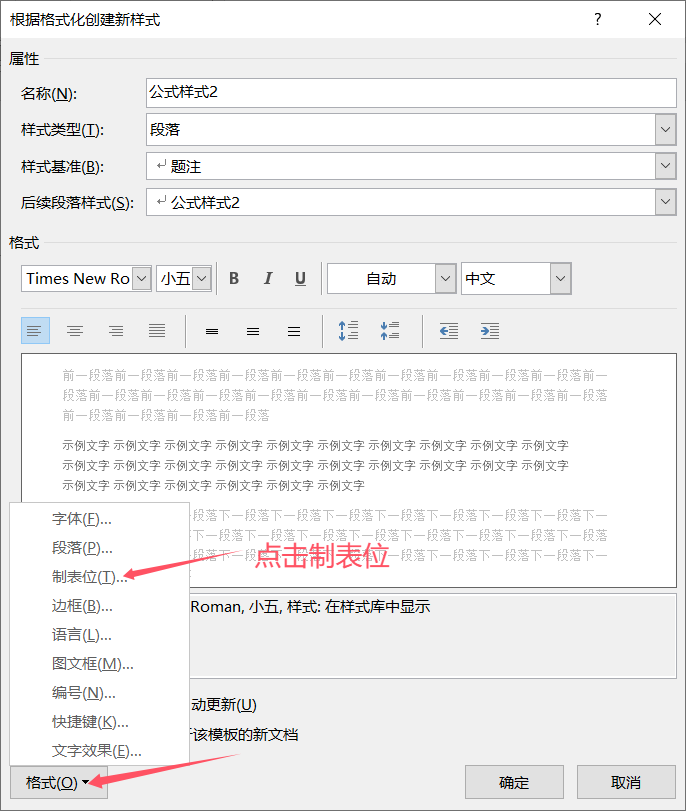 根据格式化创建新样式
属性
名称(N): 公式样式2
样式类型(T): 段落
样式基准(B): 题注
后续段落样式(S): 公式样式2
格式
Times New Ro 小五 B I U 自动 中文
前一段落前一段落前一段落前一段落前一段落前一段落前一段落前一段落前一段落前一段落前一
段落前一段落前一段落前一段落前一段落前一段落前一段落前一段落前一段落前一段落前一段落
前一段落前一段落前一段落前一段落
示例文字 示例文字 示例文字 示例文字 示例文字 示例文字 示例文字 示例文字 示例文字 示例文字
示例文字 示例文字 示例文字 示例文字 示例文字 示例文字 示例文字 示例文字 示例文字 示例文字
示例文字 示例文字 示例文字 示例文字 示例文字 示例文字
段落下一段落下一段落下一段落下一段落下一段落下一段落下一段落下一
段落下一段落下一段落下一段落下一段落下一段落下一段落下一段落下一
段落下一段落下一段落下一段落下一段落下一段落下一段落下一段落下一
字体(F)...
段落(P)...
制表位(T)...
点击制表位
边框(B)...
Roman, 小五, 样式: 在样式库中显示
语言(L)...
图文框(M)...
编号(N)...
动更新(U)
快捷键(K)...
该模板的新文档
文字效果(E)...
格式(O)
确定
取消